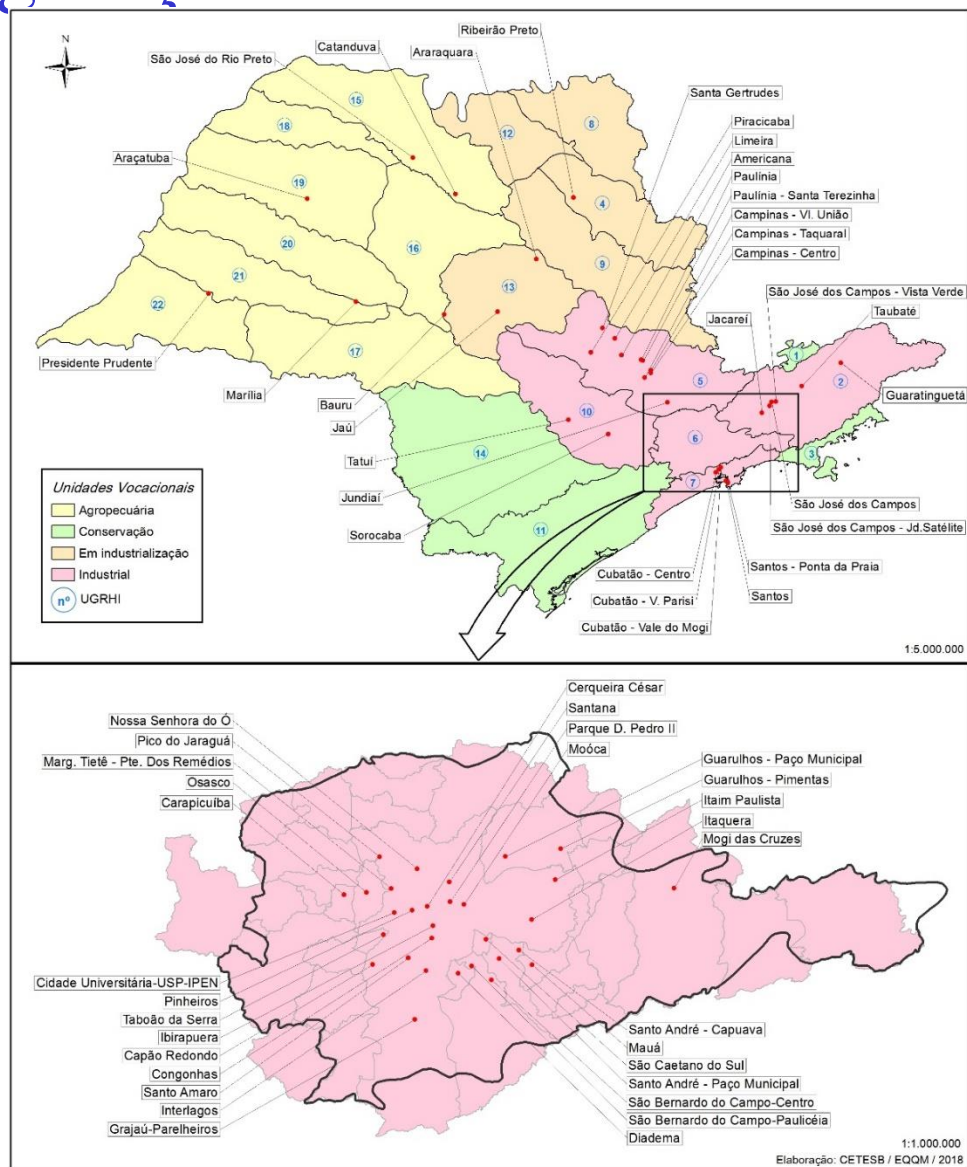 N
Ribeirão Preto
Catanduva
Araraquara
São José do Rio Preto
Santa Gertrudes
Piracicaba
Limeira
Americana
Paulínia
Paulínia - Santa Terezinha
Campinas - Vl. União
Campinas - Taquaral
Campinas - Centro
São José dos Campos - Vista Verde
Jacareí
Taubaté
Araçatuba
15
18
19
20
21
22
16
17
12
8
4
9
13
5
10
14
11
6
7
1
2
3
Presidente Prudente
Marília
Bauru
Jaú
Tatuí
Jundiaí
Sorocaba
Guaratinguetá
São José dos Campos
São José dos Campos - Jd.Satélite
Santos - Ponta da Praia
Santos
Cubatão - Centro
Cubatão - V. Parisi
Cubatão - Vale do Mogi
Unidades Vocacionais
Agropecuária
Conservação
Em industrialização
Industrial
nº UGRHI
1:5.000.000
Cerqueira César
Santana
Parque D. Pedro II
Moóca
Nossa Senhora do Ó
Pico do Jaraguá
Marg. Tietê - Pte. Dos Remédios
Osasco
Carapicuíba
Guarulhos - Paço Municipal
Guarulhos - Pimentas
Itaim Paulista
Itaquera
Mogi das Cruzes
Cidade Universitária-USP-IPEN
Pinheiros
Taboão da Serra
Ibirapuera
Capão Redondo
Congonhas
Santo Amaro
Interlagos
Grajaú-Parelheiros
Santo André - Capuava
Mauá
São Caetano do Sul
Santo André - Paço Municipal
São Bernardo do Campo-Centro
São Bernardo do Campo-Paulicéia
Diadema
1:1.000.000
Elaboração: CETESB / EQQM / 2018